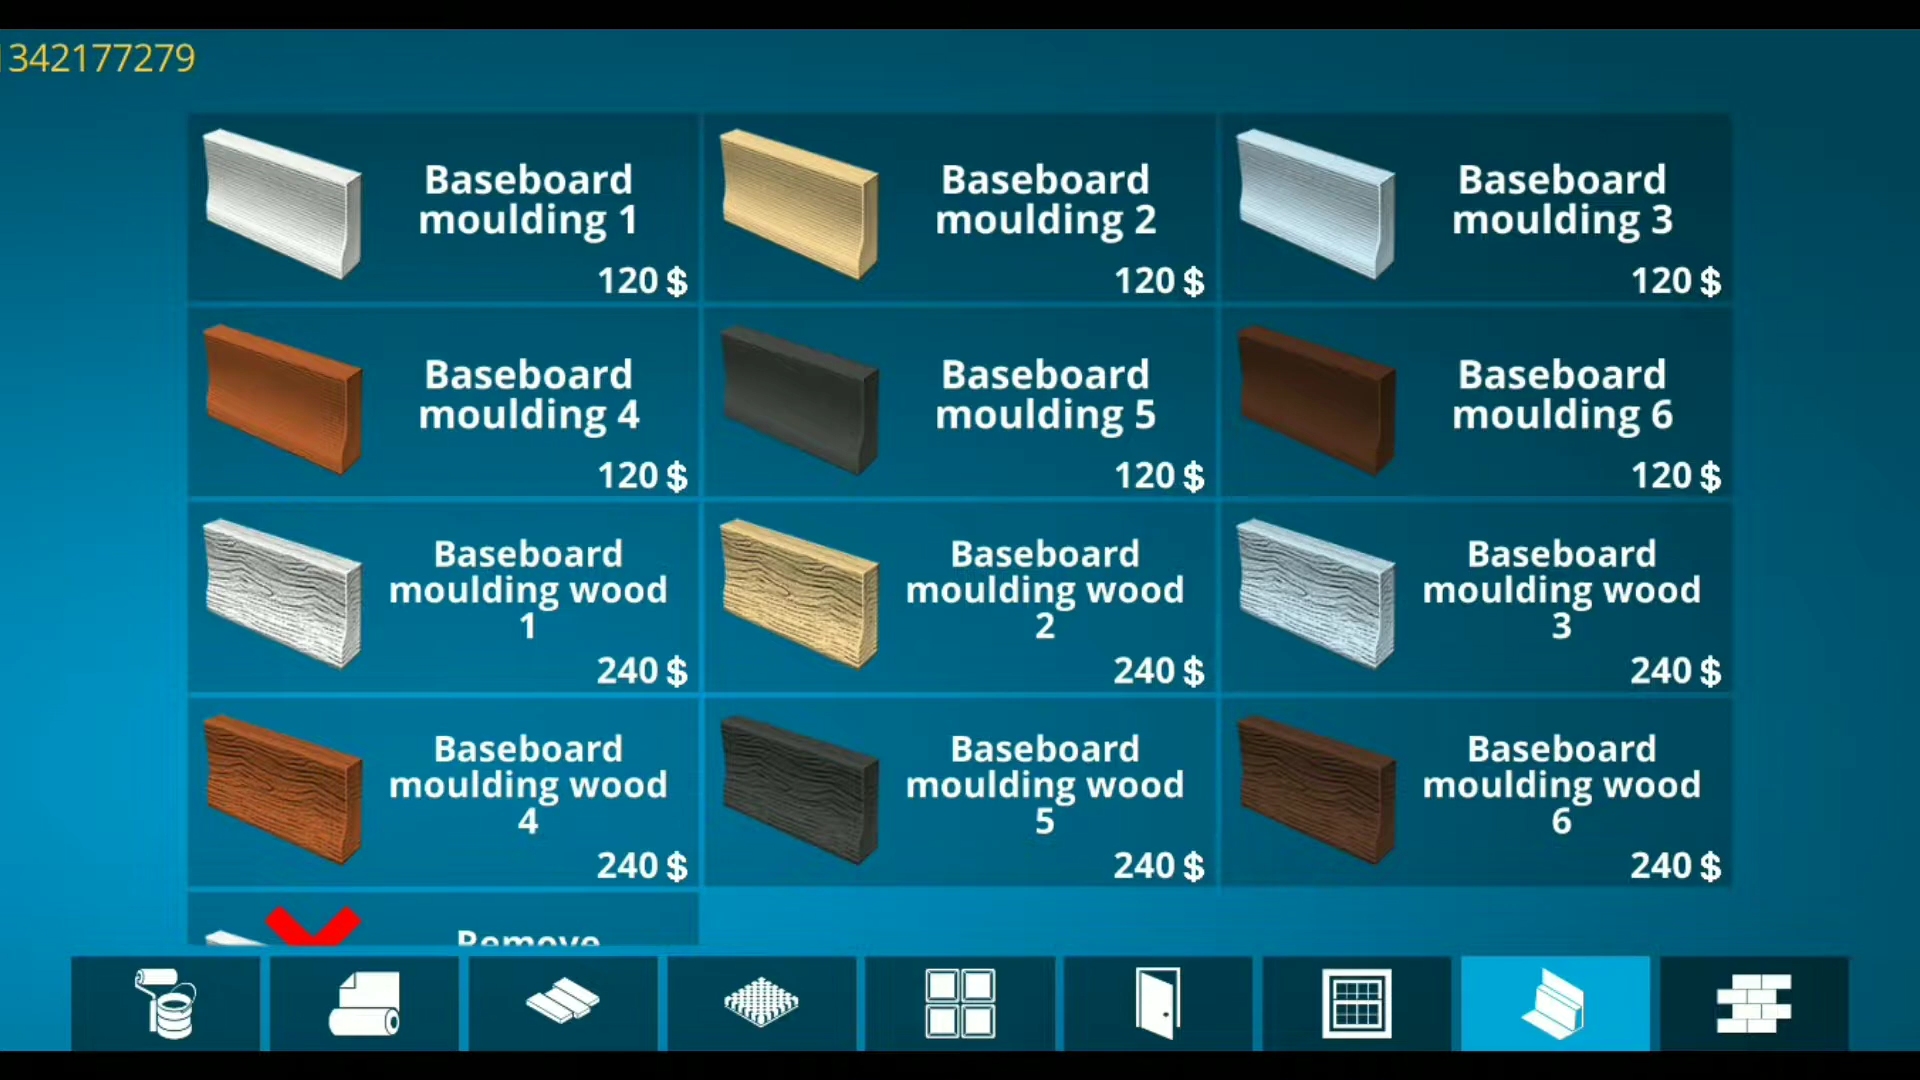 1342177279
Baseboard
moulding 1
120 $
Baseboard
moulding 2
120 $
Baseboard
moulding 3
120 $
Baseboard
moulding 4
120 $
Baseboard
moulding 5
120 $
Baseboard
moulding 6
120 $
Baseboard
moulding wood
1
240 $
Baseboard
moulding wood
2
240 $
Baseboard
moulding wood
3
240 $
Baseboard
moulding wood
4
240 $
Baseboard
moulding wood
5
240 $
Baseboard
moulding wood
6
240 $
Remove